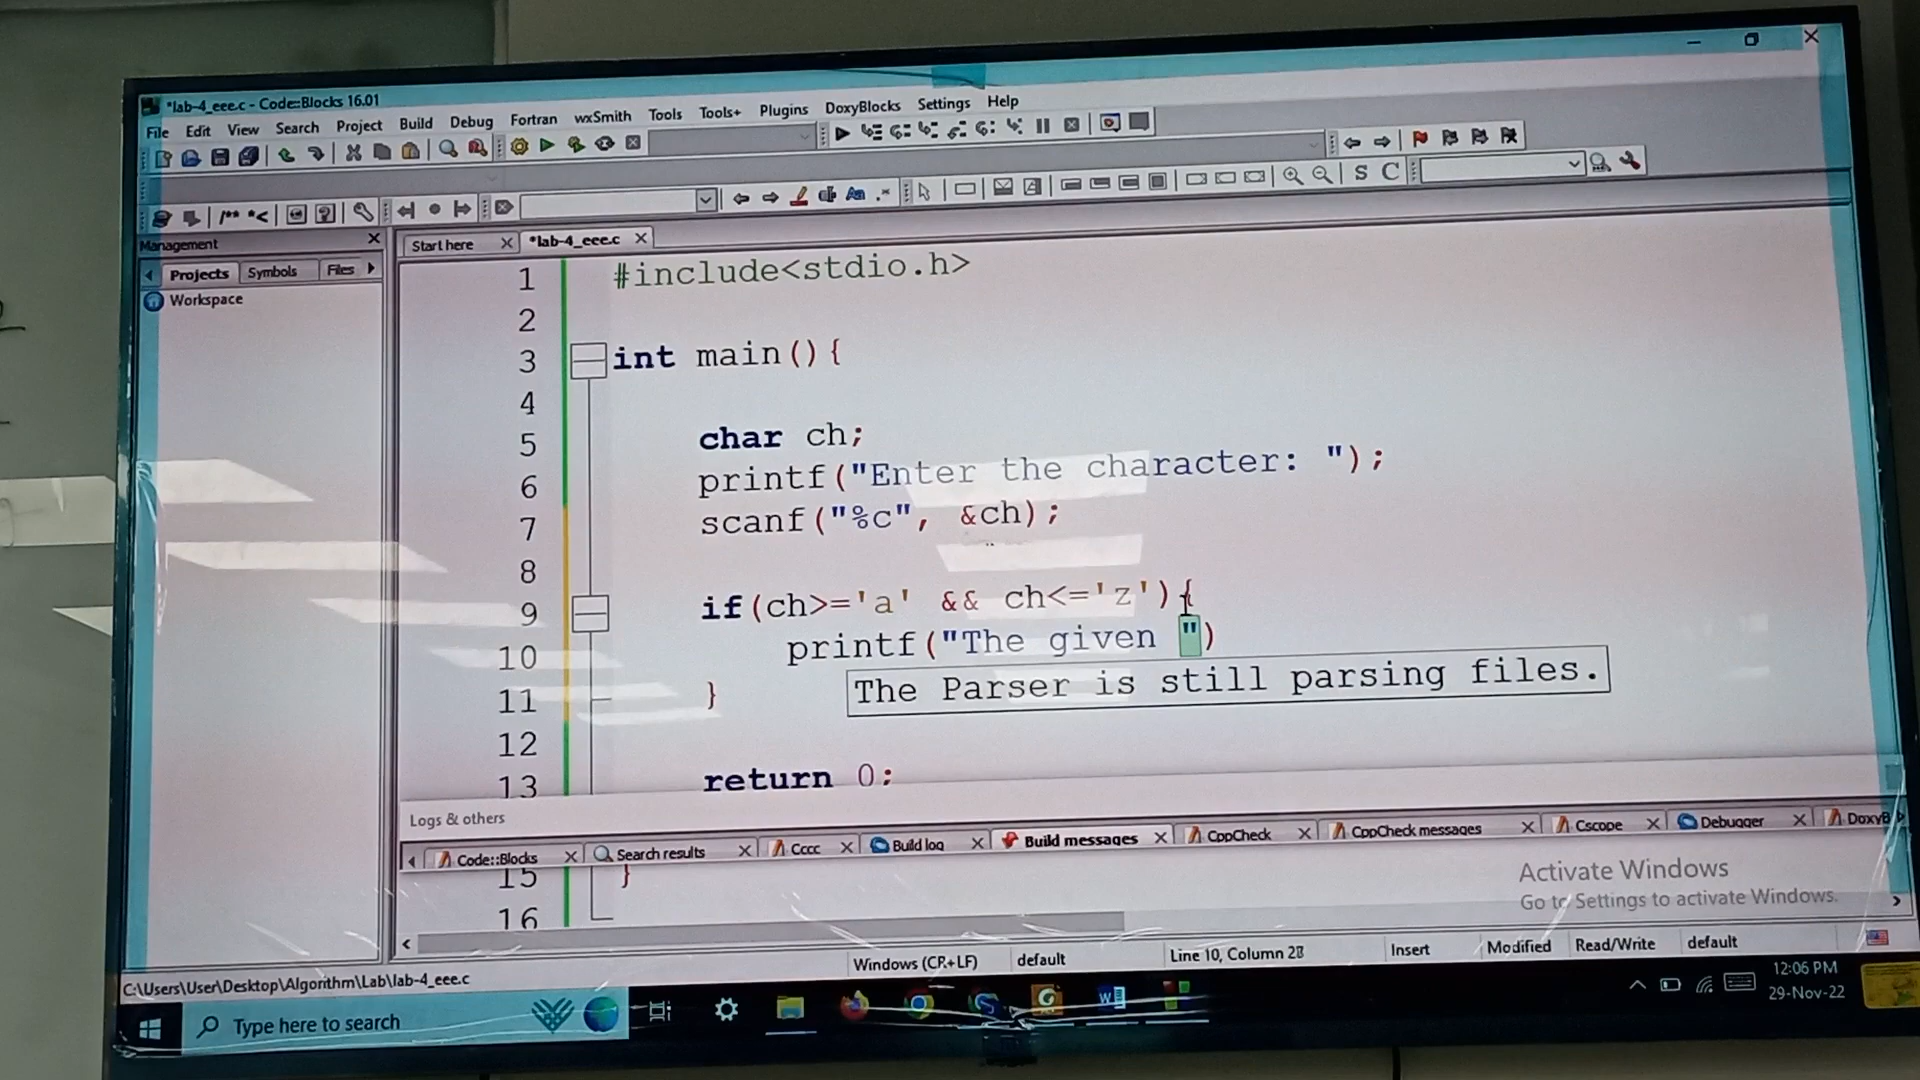 *lab-4_eee.c - Code::Blocks 16.01
File Edit View Search Project Build Debug Fortran wxSmith Tools Tools+ Plugins DoxyBlocks Settings Help
S C
/** *<
Management
Projects Symbols Files
Workspace
Start here *lab-4_eee.c
1 #include<stdio.h>
2
3 int main(){
4
5 char ch;
6 printf("Enter the character: ");
7 scanf("%c", &ch);
8
9 if(ch>='a' && ch<='z'){
10 printf("The given ")
The Parser is still parsing files.
11 }
12
13 return 0;
Logs & others
Code::Blocks Search results Cccc Build log Build messages CppCheck CppCheck messages Cscope Debugger DoxyB
15 }
16
Activate Windows
Go to Settings to activate Windows.
C:\Users\User\Desktop\Algorithm\Lab\lab-4_eee.c Windows (CR+LF) default Line 10, Column 28 Insert Modified Read/Write default
Type here to search
12:06 PM
29-Nov-22